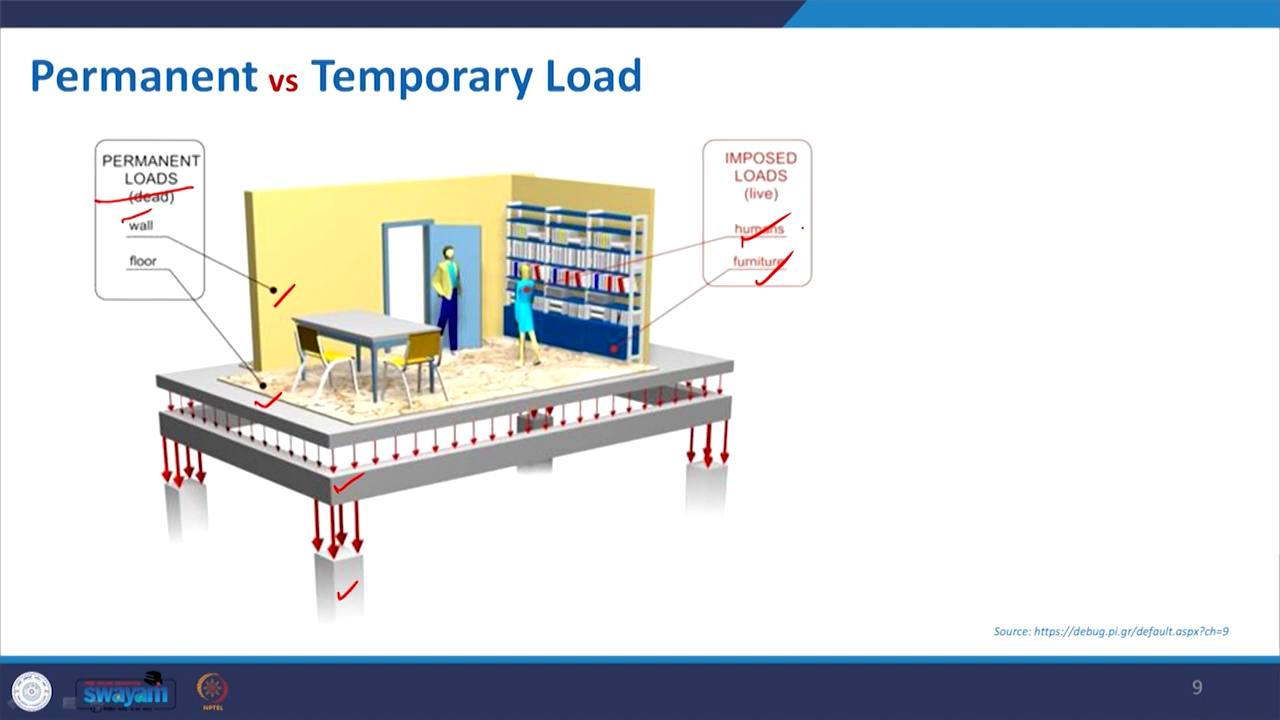 Permanent vs Temporary Load
PERMANENT
LOADS
(dead)
wall
floor
IMPOSED
LOADS
(live)
humans
furniture
Source: https://debug.pi.gr/default.aspx?ch=9
swayam
NPTEL
9